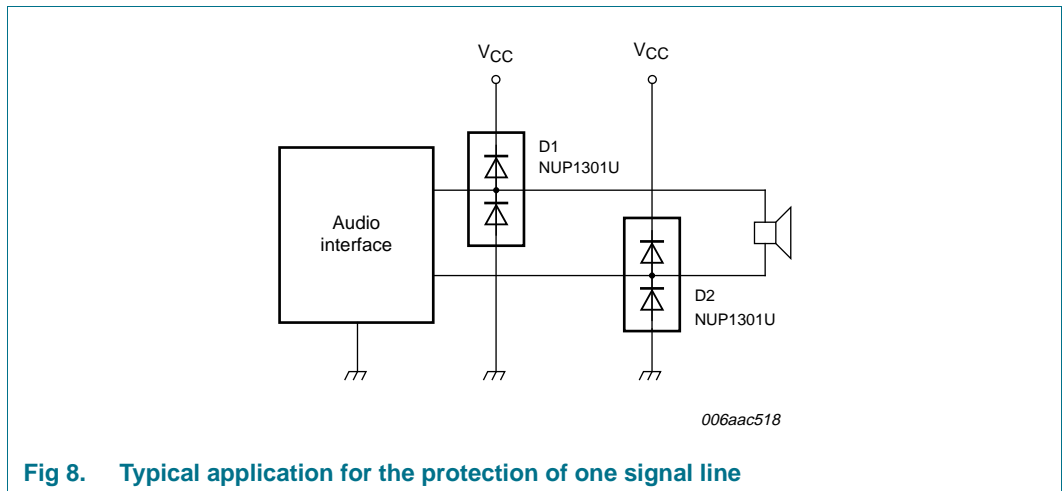 VCC
VCC
D1
NUP1301U
Audio
interface
D2
NUP1301U
006aac518
Fig 8. Typical application for the protection of one signal line